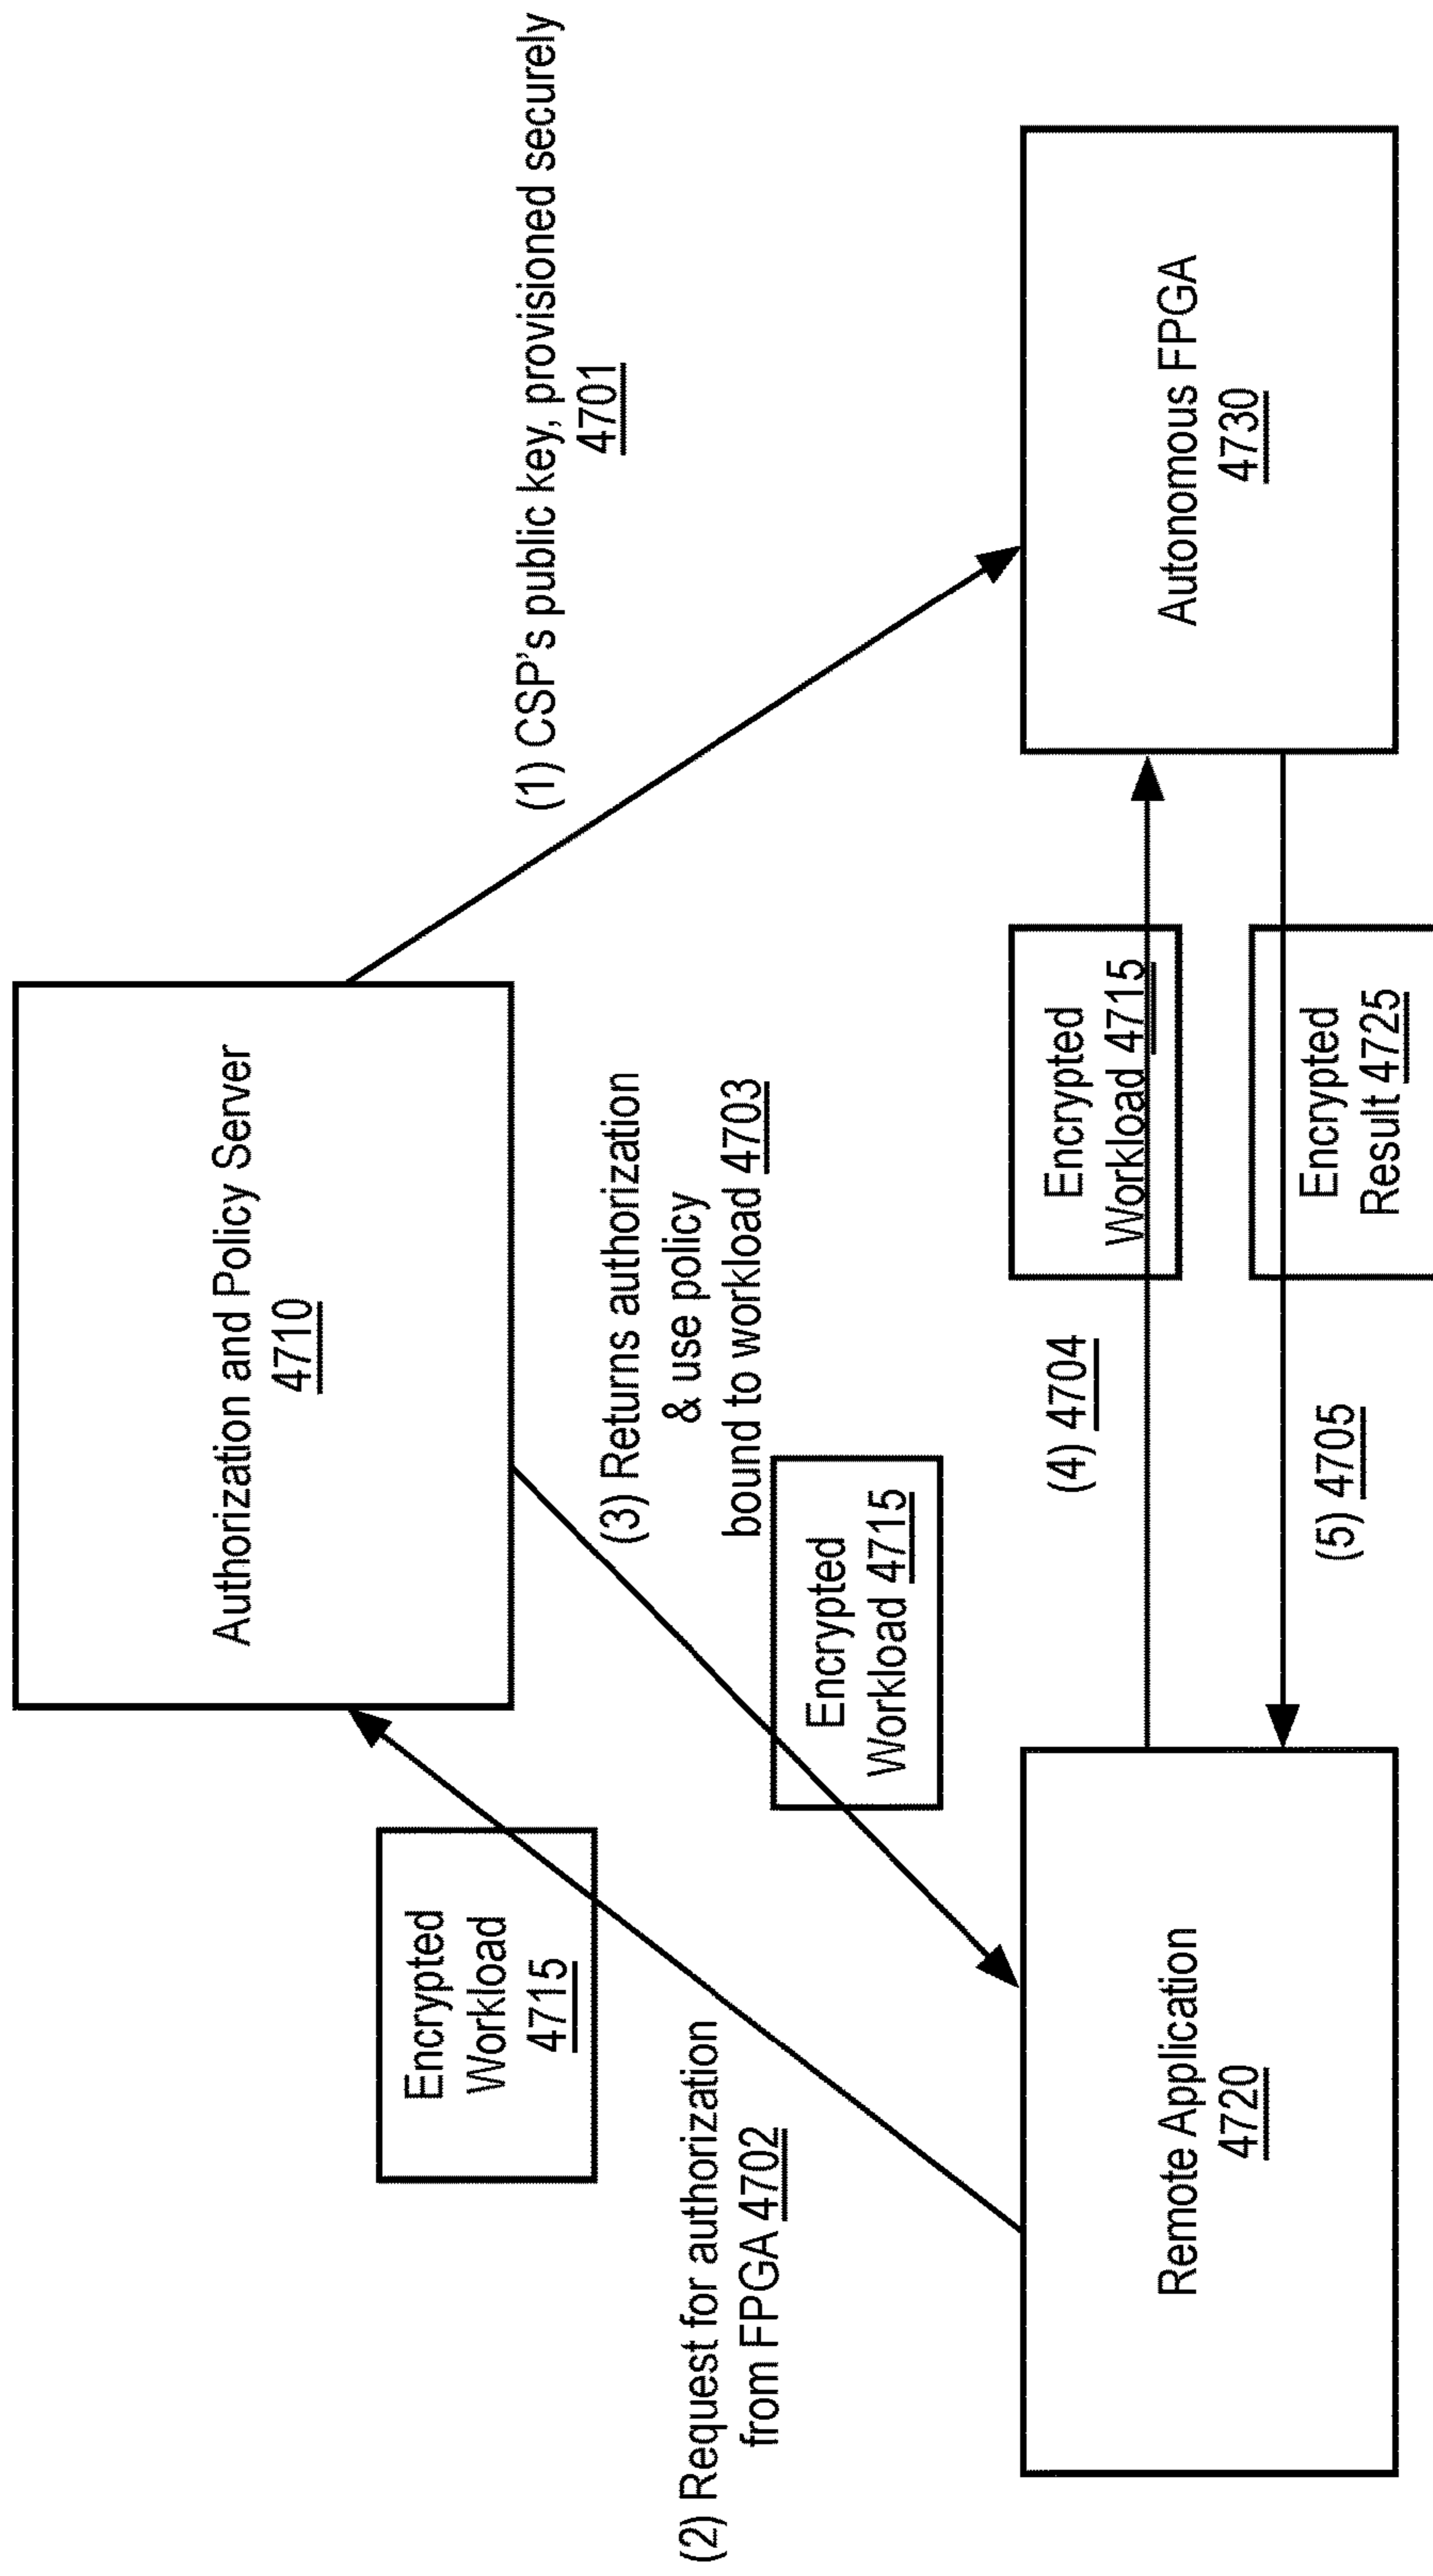 Authorization and Policy Server
4710
(1) CSP's public key, provisioned securely
4701
Encrypted
Workload
4715
(2) Request for authorization
from FPGA 4702
(3) Returns authorization
& use policy
bound to workload 4703
Encrypted
Workload 4715
Remote Application
4720
(4) 4704
Encrypted
Workload 4715
(5) 4705
Encrypted
Result 4725
Autonomous FPGA
4730